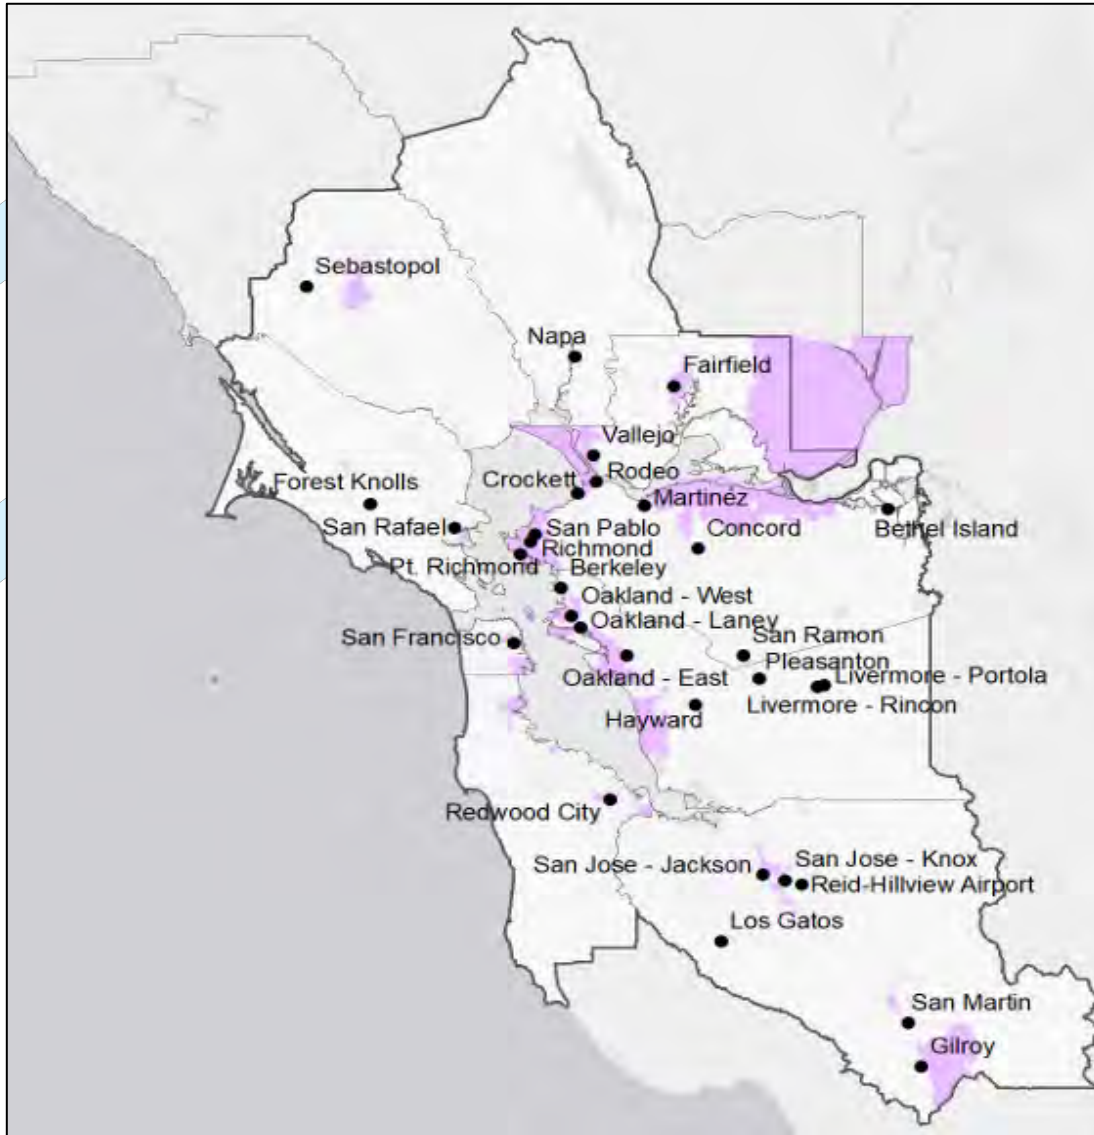 Sebastopol
Napa
Fairfield
Vallejo
Rodeo
Crockett
Forest Knolls
Martinéz
San Rafael
San Pablo
Concord
Bethel Island
Richmond
Pt. Richmond
Berkeley
Oakland - West
Oakland - Laney
San Francisco
San Ramon
Pleasanton
Oakland - East
Livermore - Portola
Livermore - Rincon
Hayward
Redwood City
San Jose - Jackson
San Jose - Knox
Reid-Hillview Airport
Los Gatos
San Martin
Gilroy